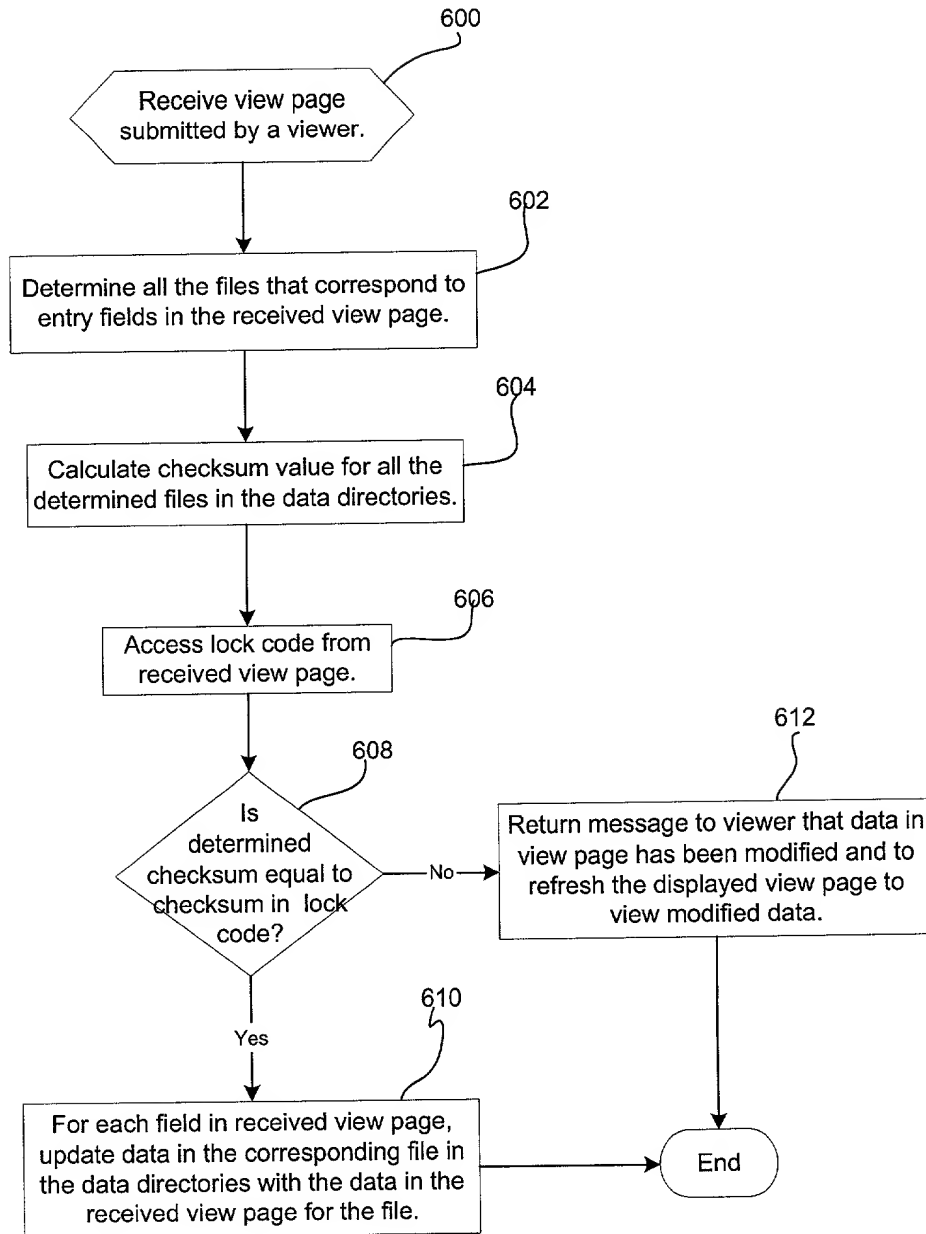 600
Receive view page
submitted by a viewer.
602
Determine all the files that correspond to
entry fields in the received view page.
604
Calculate checksum value for all the
determined files in the data directories.
606
Access lock code from
received view page.
608
Is
determined
checksum equal to
checksum in lock
code?
No
612
Return message to viewer that data in
view page has been modified and to
refresh the displayed view page to
view modified data.
Yes
610
For each field in received view page,
update data in the corresponding file in
the data directories with the data in the
received view page for the file.
End